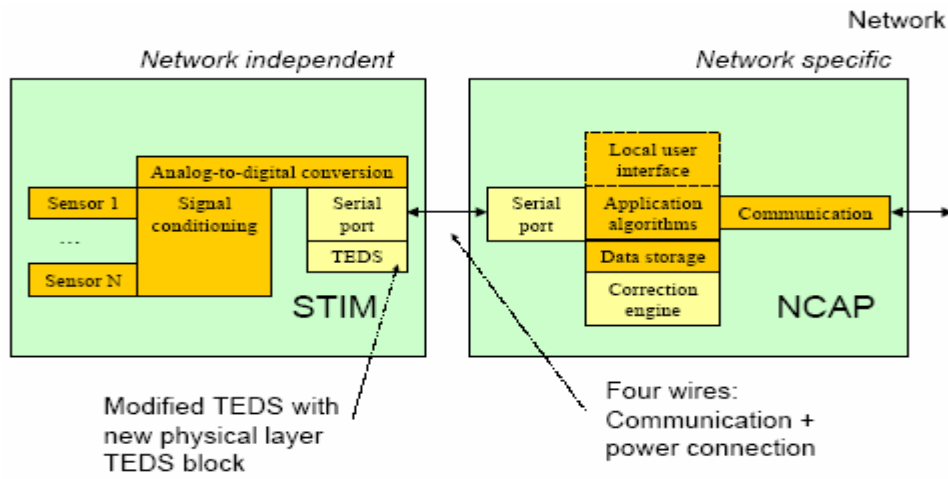 Network
Network independent
Network specific
Analog-to-digital conversion
Sensor 1
...
Sensor N
Signal
conditioning
Serial
port
TEDS
STIM
Serial
port
Local user
interface
Application
algorithms
Data storage
Correction
engine
Communication
NCAP
Modified TEDS with
new physical layer
TEDS block
Four wires:
Communication +
power connection